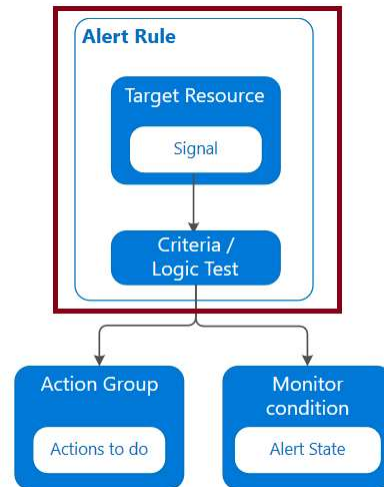 Alert Rule
Target Resource
Signal
Criteria /
Logic Test
Action Group
Actions to do
Monitor
condition
Alert State